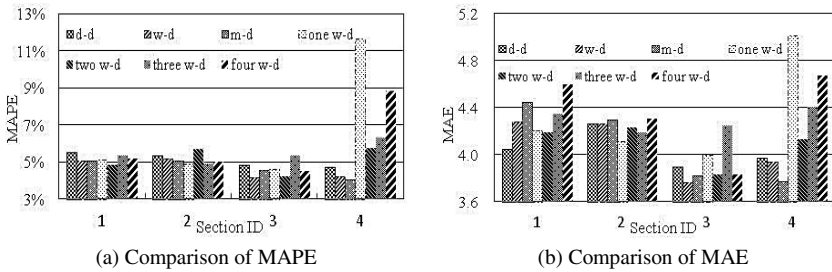 13%
11%
9%
7%
5%
3%
MAPE
d-d w-d m-d one w-d
two w-d three w-d four w-d
1 2 3 4
Section ID
(a) Comparison of MAPE
5.2
4.8
4.4
4.0
3.6
MAE
d-d w-d m-d one w-d
two w-d three w-d four w-d
1 2 3 4
Section ID
(b) Comparison of MAE